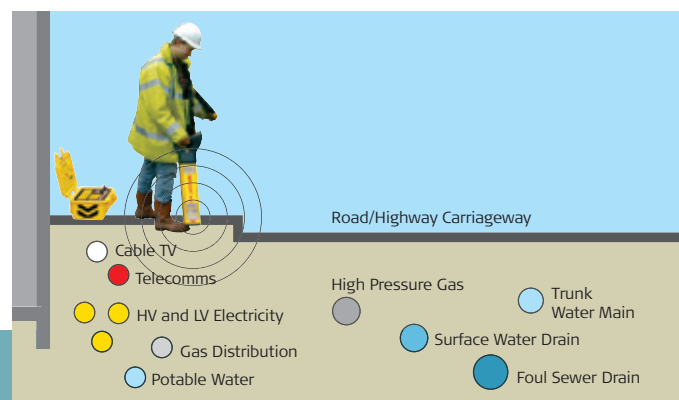 Road/Highway Carriageway
Cable TV
Telecomms
High Pressure Gas
Trunk
Water Main
HV and LV Electricity
Surface Water Drain
Gas Distribution
Potable Water
Foul Sewer Drain